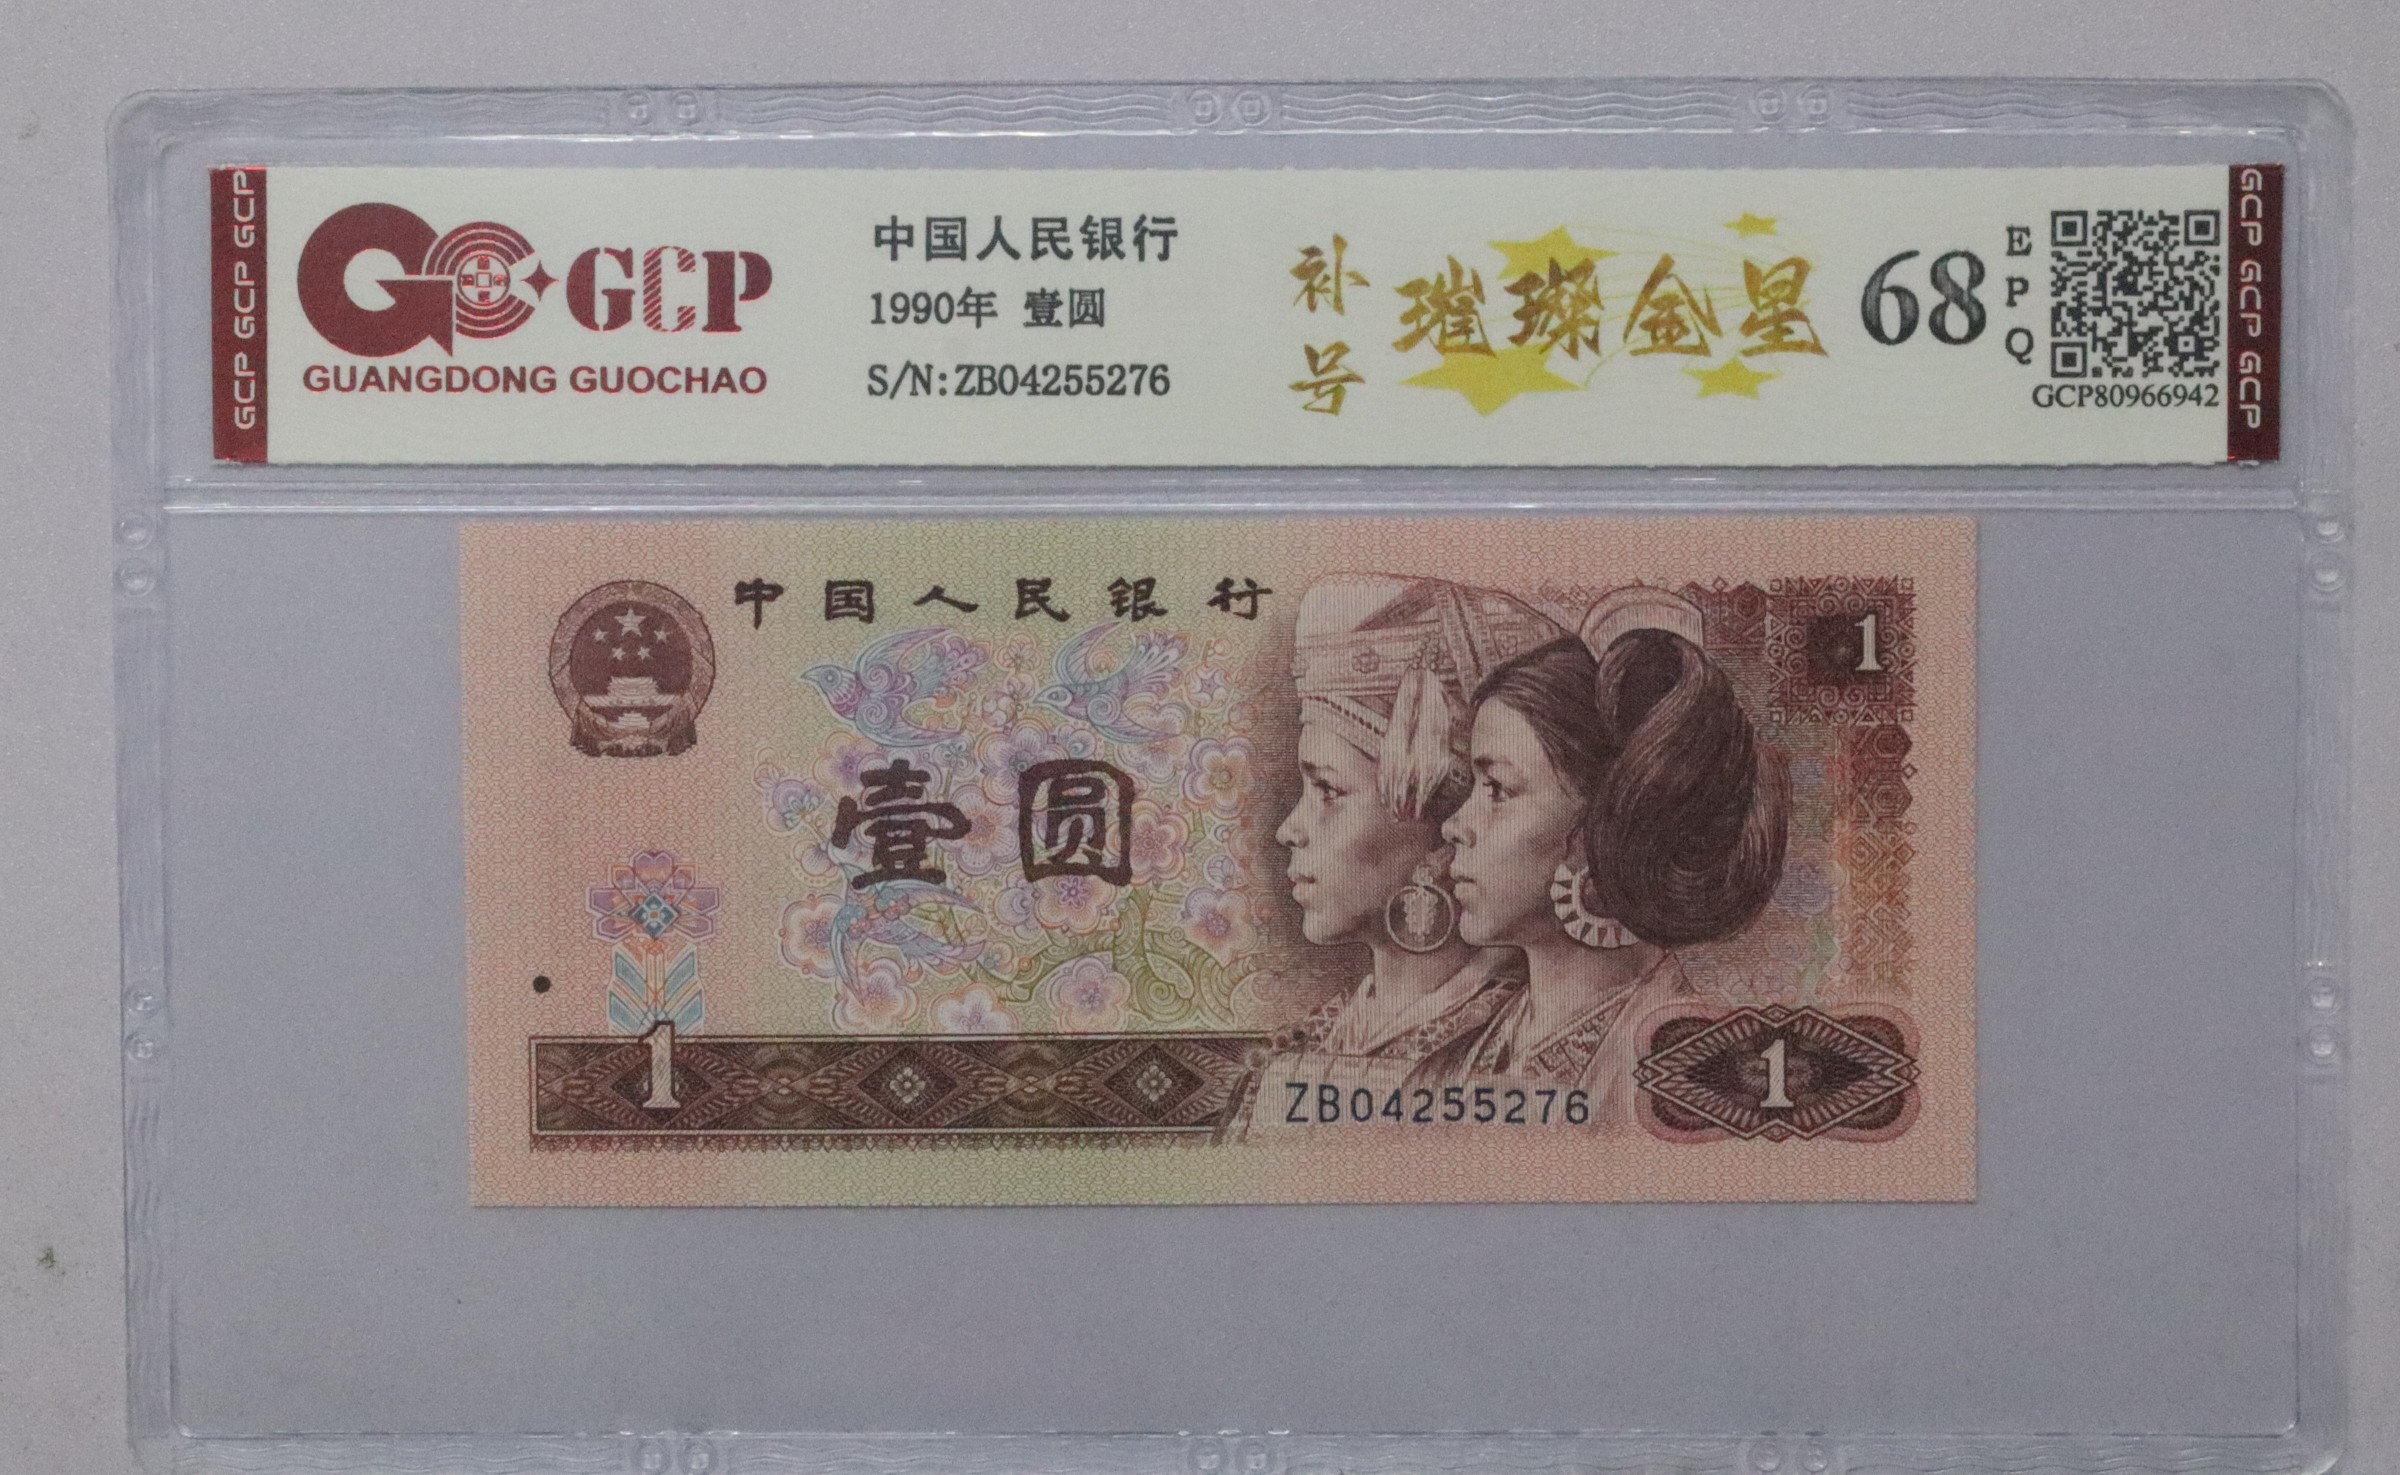 GCP GCP GCP
GCP
GUANGDONG GUOCHAO
中国人民银行
1990年 壹圆
S/N:ZB04255276
补号
璀璨金星
68
EPQ
GCP80966942
GCP GCP GCP
中国人民银行
1
壹圆
1
ZB04255276
1